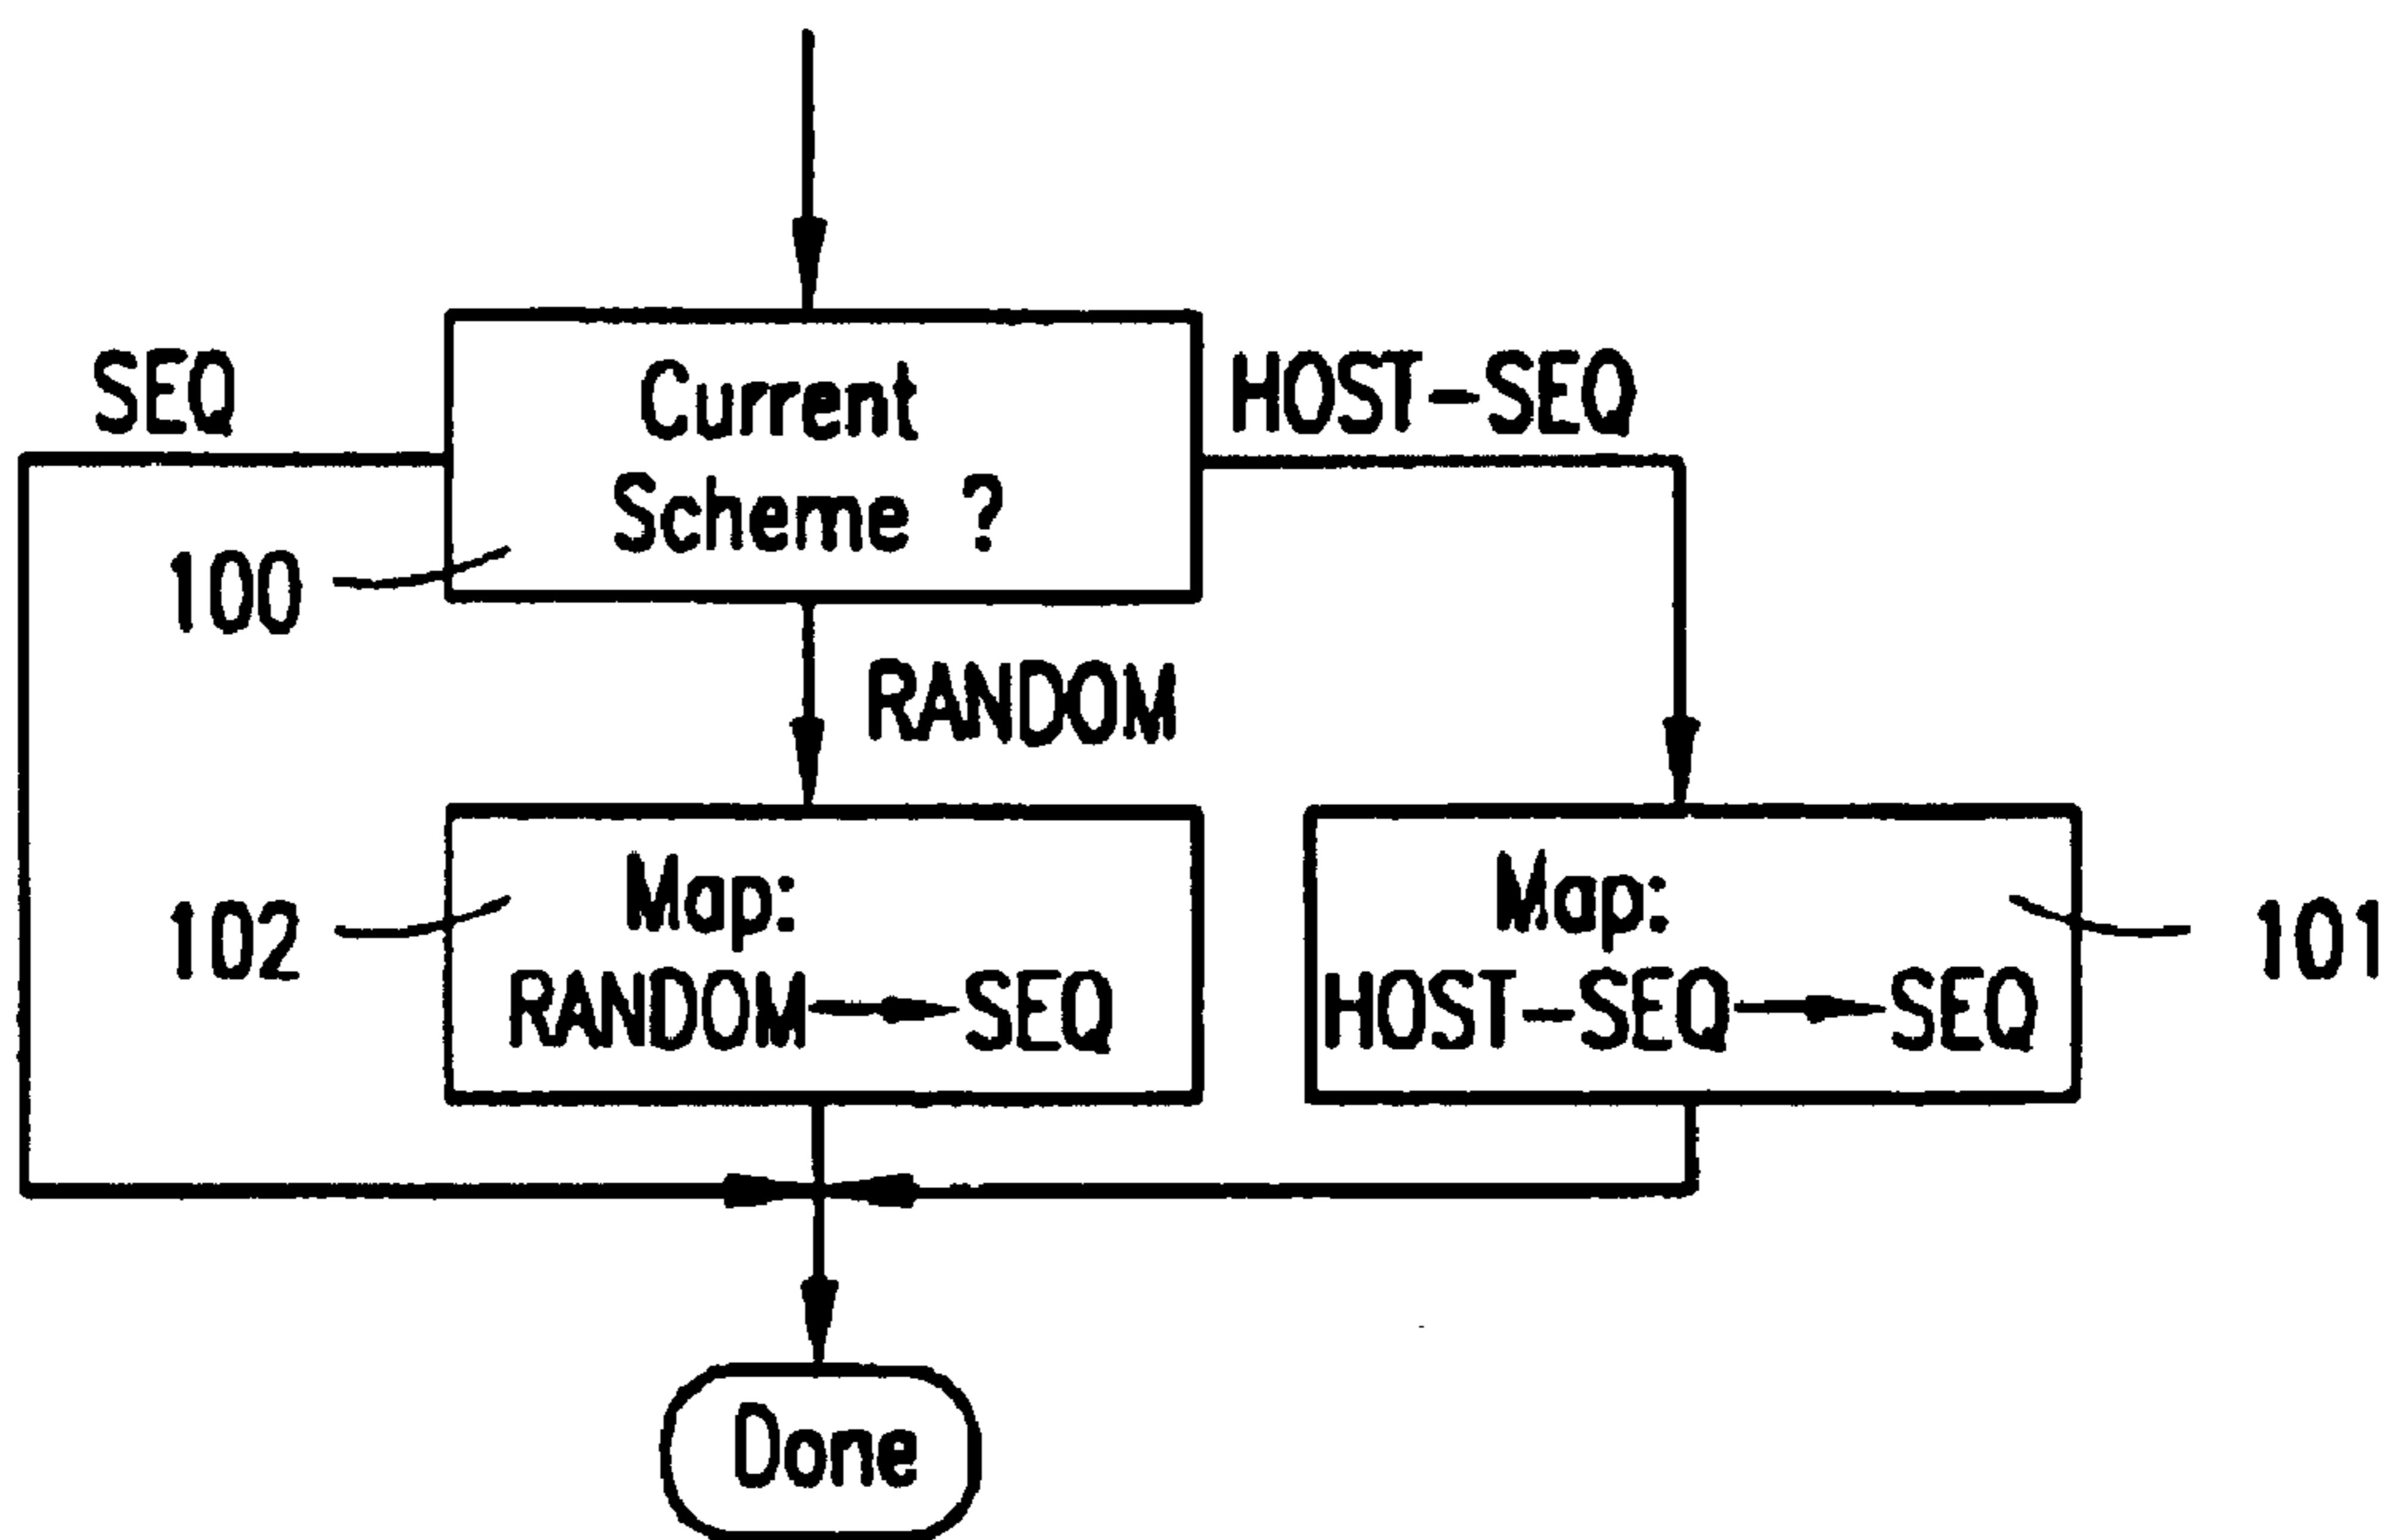 SEQ
Current
Scheme ?
HOST-SEQ
100
RANDOM
102
Map:
RANDOM→SEQ
Map:
HOST-SEQ→SEQ
101
Done